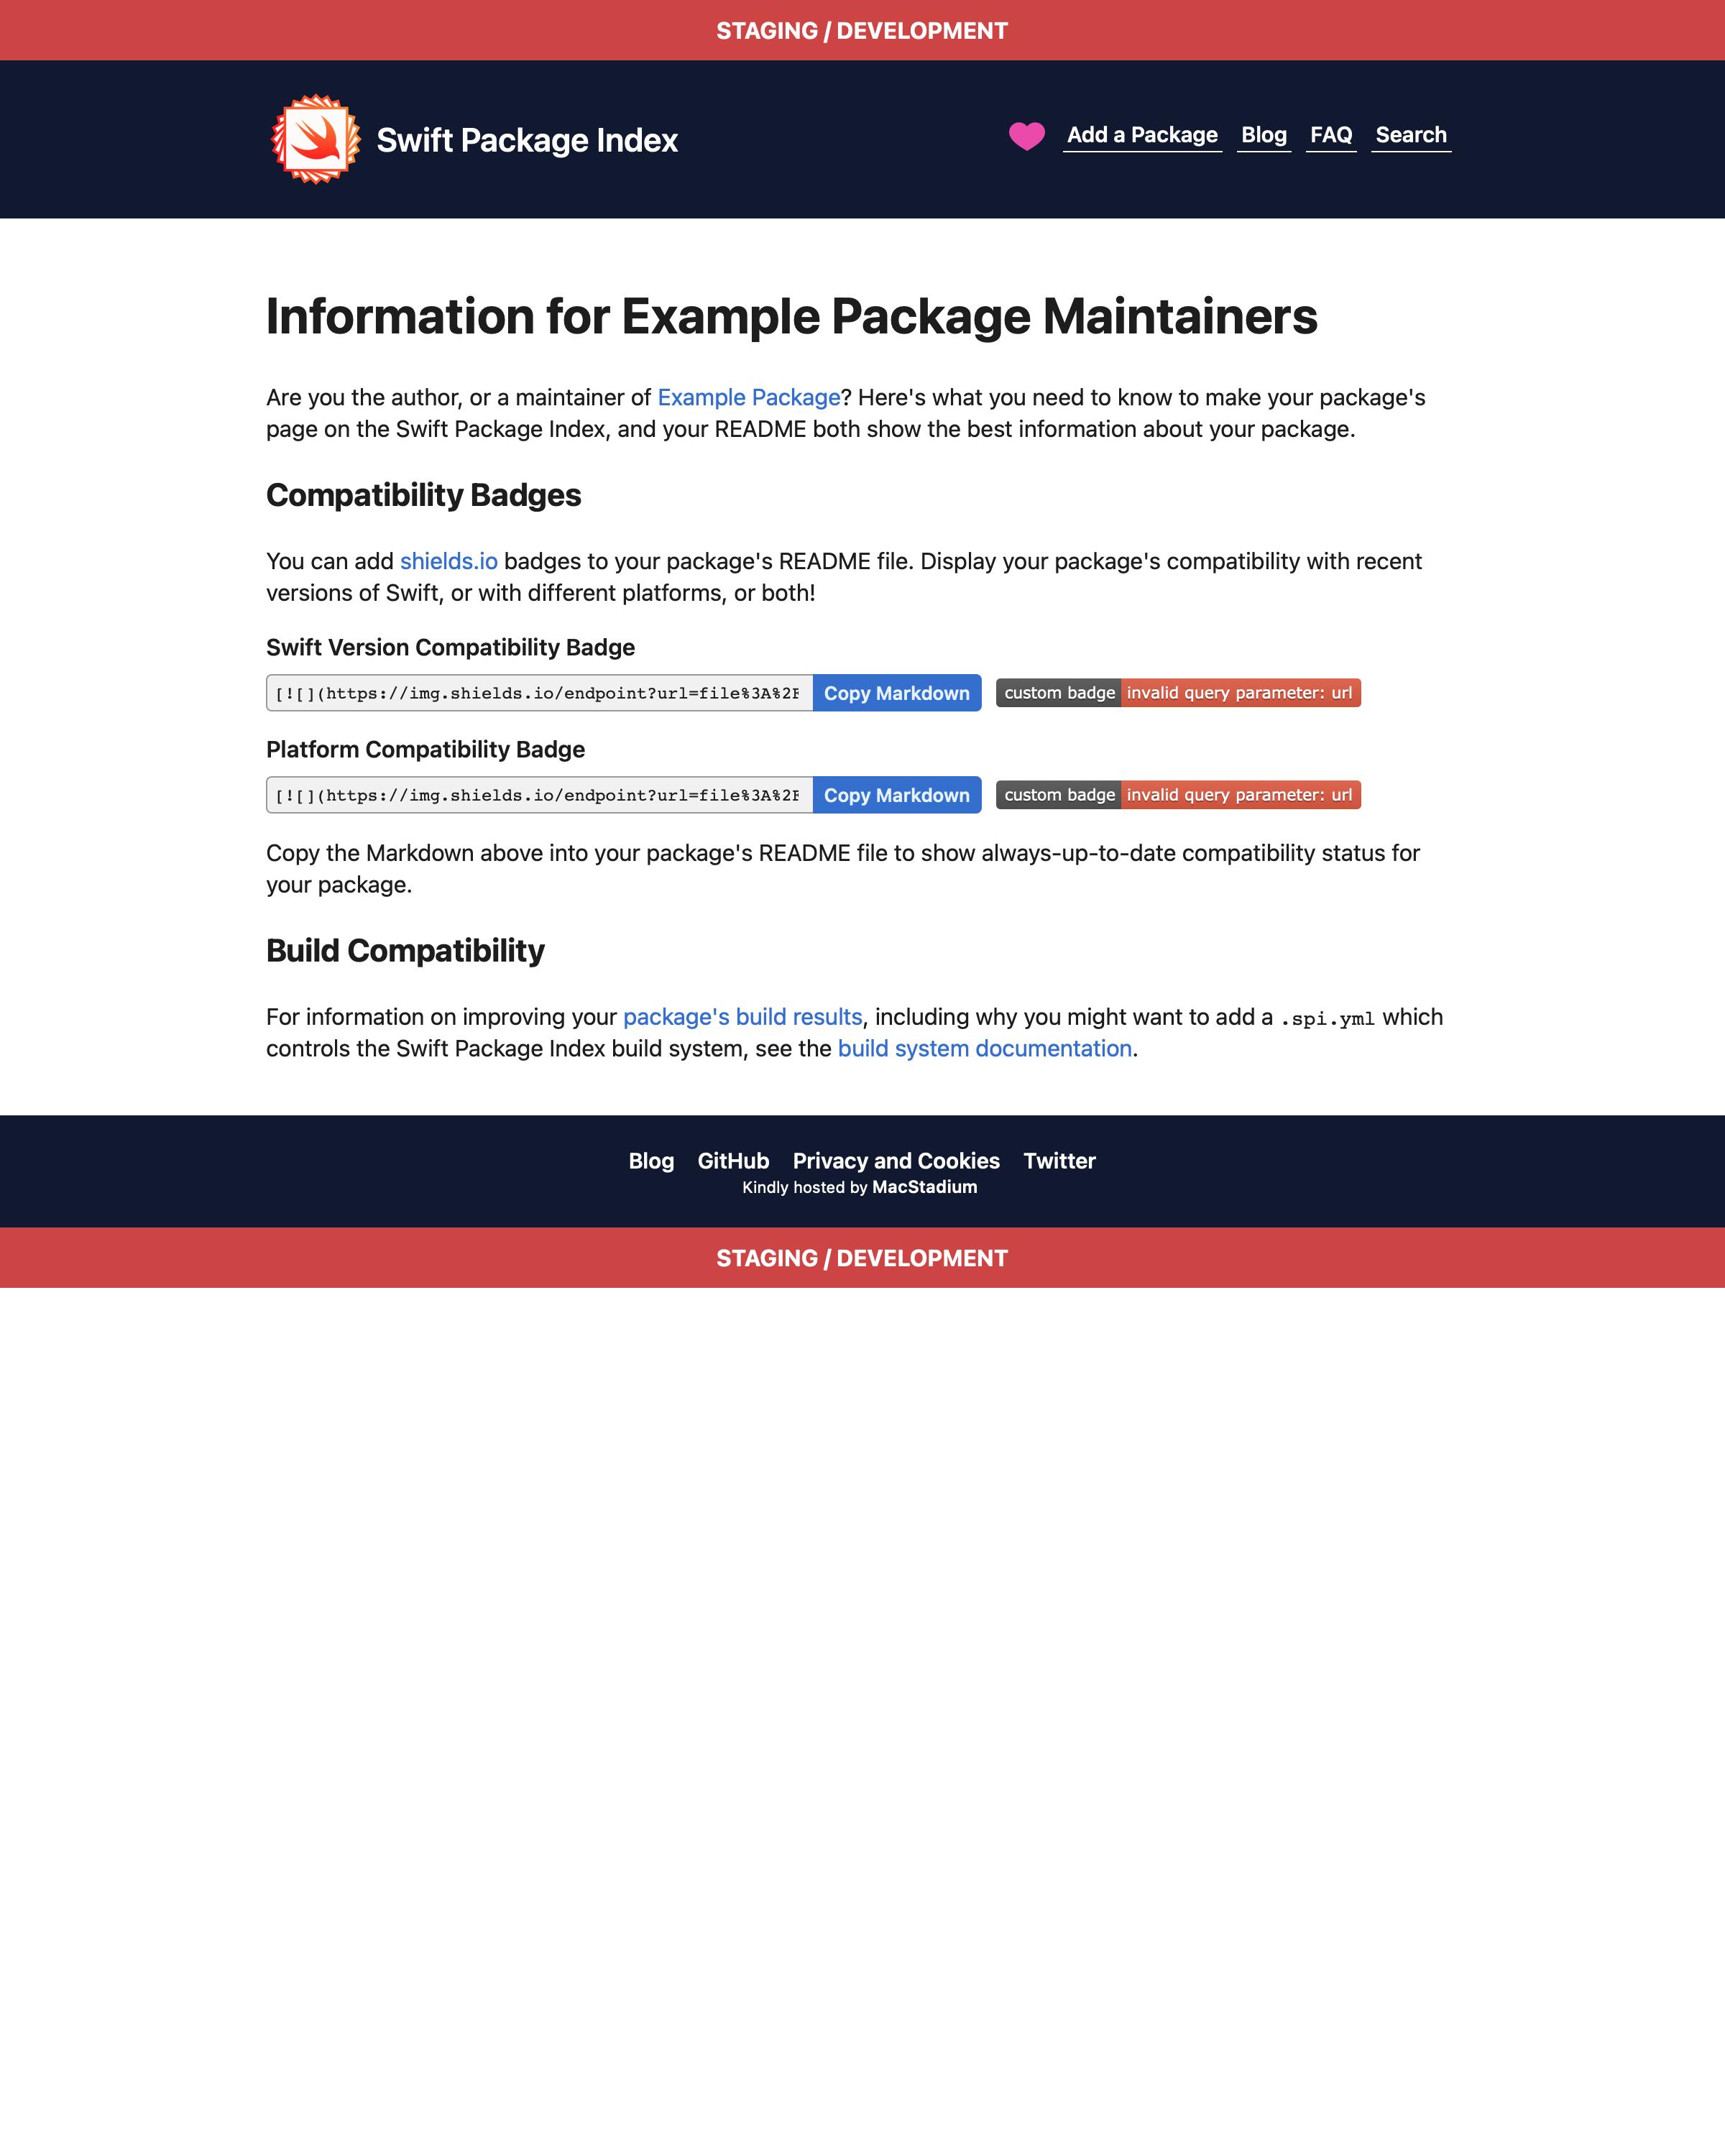 STAGING / DEVELOPMENT
Swift Package Index
Add a Package Blog FAQ Search
Information for Example Package Maintainers
Are you the author, or a maintainer of Example Package? Here's what you need to know to make your package's
page on the Swift Package Index, and your README both show the best information about your package.
Compatibility Badges
You can add shields.io badges to your package's README file. Display your package's compatibility with recent
versions of Swift, or with different platforms, or both!
Swift Version Compatibility Badge
[![](https://img.shields.io/endpoint?url=file%3A%2F Copy Markdown custom badge invalid query parameter: url
Platform Compatibility Badge
[![](https://img.shields.io/endpoint?url=file%3A%2F Copy Markdown custom badge invalid query parameter: url
Copy the Markdown above into your package's README file to show always-up-to-date compatibility status for
your package.
Build Compatibility
For information on improving your package's build results, including why you might want to add a .spi.yml which
controls the Swift Package Index build system, see the build system documentation.
Blog GitHub Privacy and Cookies Twitter
Kindly hosted by MacStadium
STAGING / DEVELOPMENT